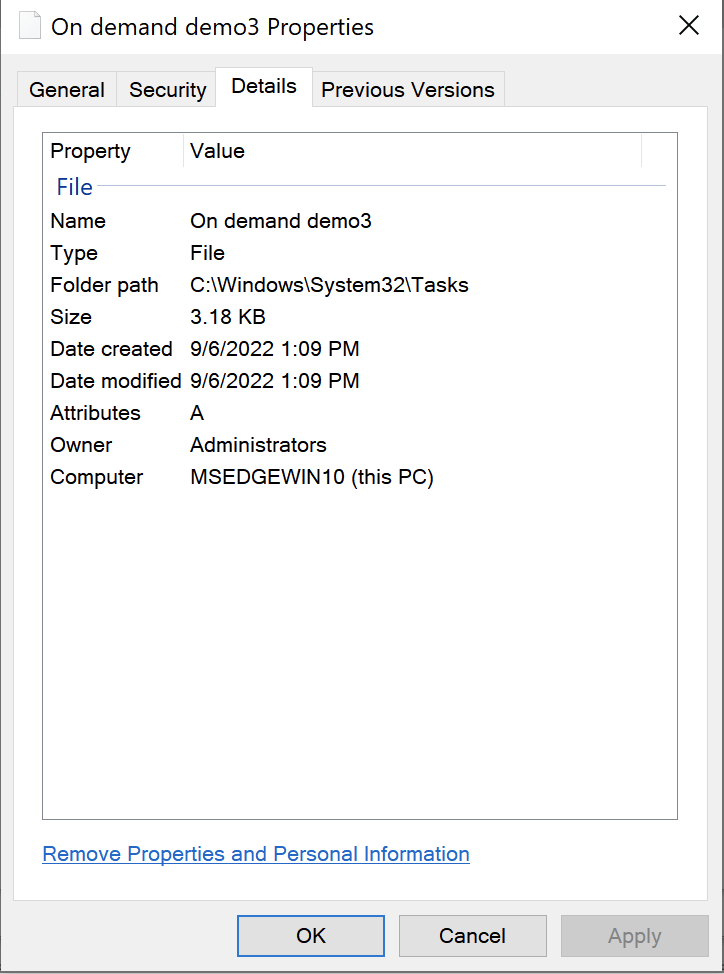 On demand demo3 Properties
General Security Details Previous Versions
Property Value
File
Name On demand demo3
Type File
Folder path C:\Windows\System32\Tasks
Size 3.18 KB
Date created 9/6/2022 1:09 PM
Date modified 9/6/2022 1:09 PM
Attributes A
Owner Administrators
Computer MSEDGEWIN10 (this PC)
Remove Properties and Personal Information
OK Cancel Apply